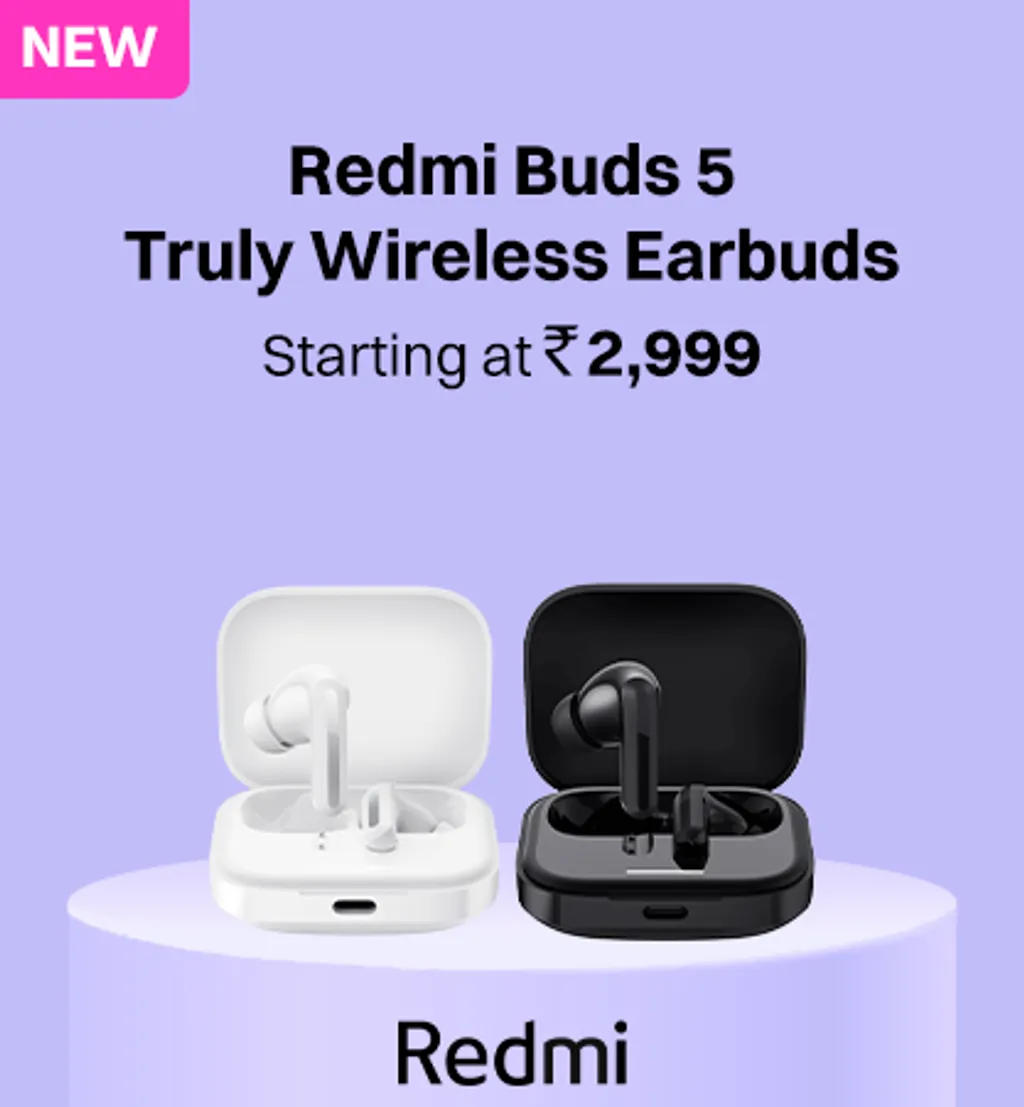 NEW
Redmi Buds 5
Truly Wireless Earbuds
Starting at ₹2,999
Redmi